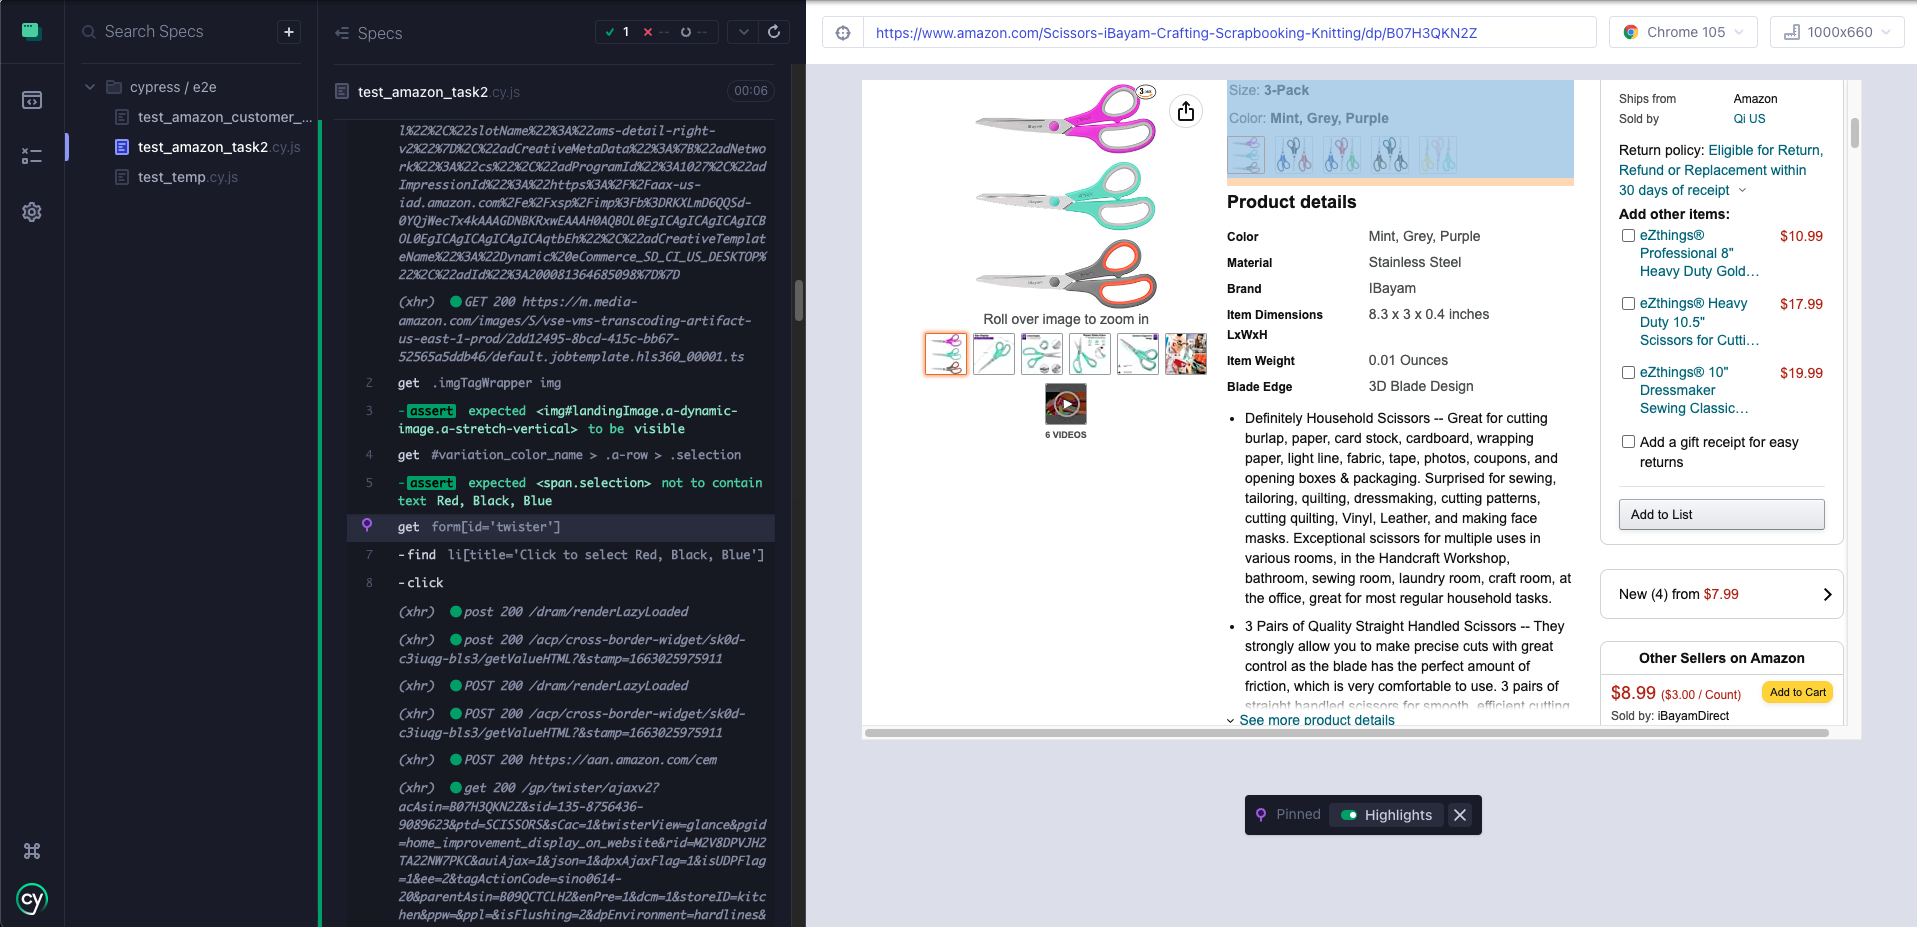 Search Specs
+
cypress / e2e
test_amazon_customer_...
test_amazon_task2.cy.js
test_temp.cy.js
cy
Specs
1 -- --
test_amazon_task2.cy.js
00:06
l%22%2C%22slotName%22%3A%22ams-detail-right-
v2%22%7D%2C%22adCreativeMetaData%22%3A%7B%22adNetwo
rk%22%3A%22cs%22%2C%22adProgramId%22%3A1027%2C%22ad
ImpressionId%22%3A%22https%3A%2F%2Faax-us-
iad.amazon.com%2Fe%2Fxsp%2Fimp%3Fb%3DRKXLmD6QQSd-
0YQjWecTx4kAAAGDNBKRxwEAAAH0AQBOL0EgICAgICAgICAgICB
OL0EgICAgICAgICAgICAqtbEh%22%2C%22adCreativeTemplat
eName%22%3A%22Dynamic%20eCommerce_SD_CI_US_DESKTOP%
22%2C%22adId%22%3A200081364685098%7D%7D
(xhr) GET 200 https://m.media-
amazon.com/images/S/vse-vms-transcoding-artifact-
us-east-1-prod/2dd12495-8bcd-415c-bb67-
52565a5ddb46/default.jobtemplate.hls360_00001.ts
2 get .imgTagWrapper img
3 -assert expected <img#landingImage.a-dynamic-
image.a-stretch-vertical> to be visible
4 get #variation_color_name > .a-row > .selection
5 -assert expected <span.selection> not to contain
text Red, Black, Blue
get form[id='twister']
7 -find li[title='Click to select Red, Black, Blue']
8 -click
(xhr) post 200 /dram/renderLazyLoaded
(xhr) post 200 /acp/cross-border-widget/sk0d-
c3iuqg-bls3/getValueHTML?&stamp=1663025975911
(xhr) POST 200 /dram/renderLazyLoaded
(xhr) POST 200 /acp/cross-border-widget/sk0d-
c3iuqg-bls3/getValueHTML?&stamp=1663025975911
(xhr) POST 200 https://aan.amazon.com/cem
(xhr) get 200 /gp/twister/ajaxv2?
acAsin=B07H3QKN2Z&sid=135-8756436-
9089623&ptd=SCISSORS&sCac=1&twisterView=glance&pgid
=home_improvement_display_on_website&rid=M2V8DPVJH2
TA22NW7PKC&auiAjax=1&json=1&dpxAjaxFlag=1&isUDPFlag
=1&ee=2&tagActionCode=sino0614-
20&parentAsin=B09QCTCLH2&enPre=1&dcm=1&storeID=kitc
hen&ppw=&ppl=&isFlushing=2&dpEnvironment=hardlines&
https://www.amazon.com/Scissors-iBayam-Crafting-Scrapbooking-Knitting/dp/B07H3QKN2Z
Chrome 105
1000x660
Roll over image to zoom in
6 VIDEOS
Size: 3-Pack
Color: Mint, Grey, Purple
Product details
Color Mint, Grey, Purple
Material Stainless Steel
Brand IBayam
Item Dimensions 8.3 x 3 x 0.4 inches
LxWxH
Item Weight 0.01 Ounces
Blade Edge 3D Blade Design
• Definitely Household Scissors -- Great for cutting
burlap, paper, card stock, cardboard, wrapping
paper, light line, fabric, tape, photos, coupons, and
opening boxes & packaging. Surprised for sewing,
tailoring, quilting, dressmaking, cutting patterns,
cutting quilting, Vinyl, Leather, and making face
masks. Exceptional scissors for multiple uses in
various rooms, in the Handcraft Workshop,
bathroom, sewing room, laundry room, craft room, at
the office, great for most regular household tasks.
• 3 Pairs of Quality Straight Handled Scissors -- They
strongly allow you to make precise cuts with great
control as the blade has the perfect amount of
friction, which is very comfortable to use. 3 pairs of
straight handled scissors for smooth, efficient cutting
See more product details
Ships from Amazon
Sold by Qi US
Return policy: Eligible for Return,
Refund or Replacement within
30 days of receipt
Add other items:
eZthings® $10.99
Professional 8"
Heavy Duty Gold…
eZthings® Heavy $17.99
Duty 10.5"
Scissors for Cutti…
eZthings® 10" $19.99
Dressmaker
Sewing Classic…
Add a gift receipt for easy
returns
Add to List
New (4) from $7.99
Other Sellers on Amazon
$8.99 ($3.00 / Count) Add to Cart
Sold by: iBayamDirect
Pinned Highlights